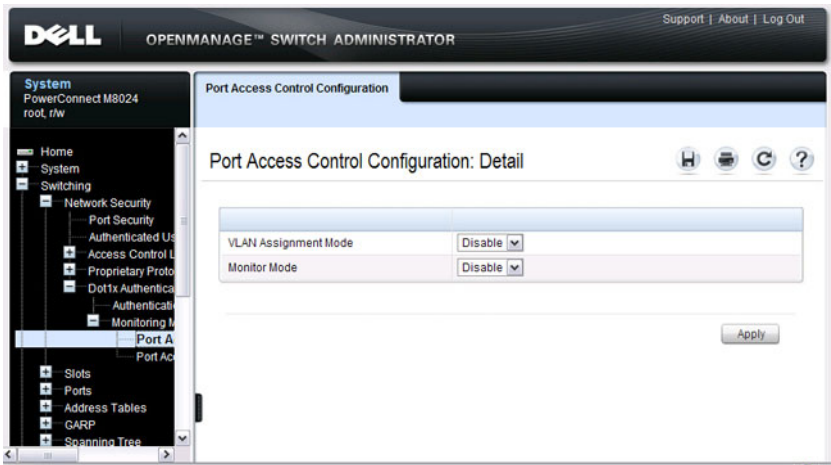 Support | About | Log Out
DELL
OPENMANAGE™ SWITCH ADMINISTRATOR
System
PowerConnect M8024
root, r/w
Home
System
Switching
Network Security
Port Security
Authenticated Us
Access Control L
Proprietary Proto
Dot1x Authentica
Authenticati
Monitoring M
Port A
Port Ac
Slots
Ports
Address Tables
GARP
Spanning Tree
Port Access Control Configuration
Port Access Control Configuration: Detail
VLAN Assignment Mode Disable
Monitor Mode Disable
Apply